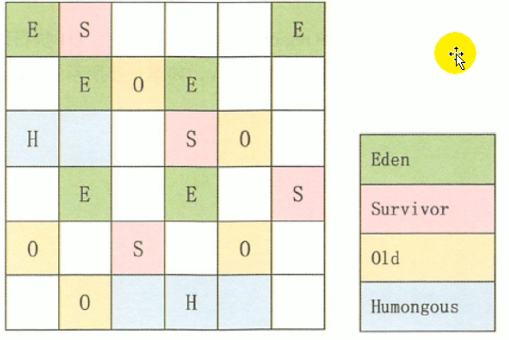 E S E
E O E
H S O
E E S
O S O
O H
Eden
Survivor
Old
Humongous